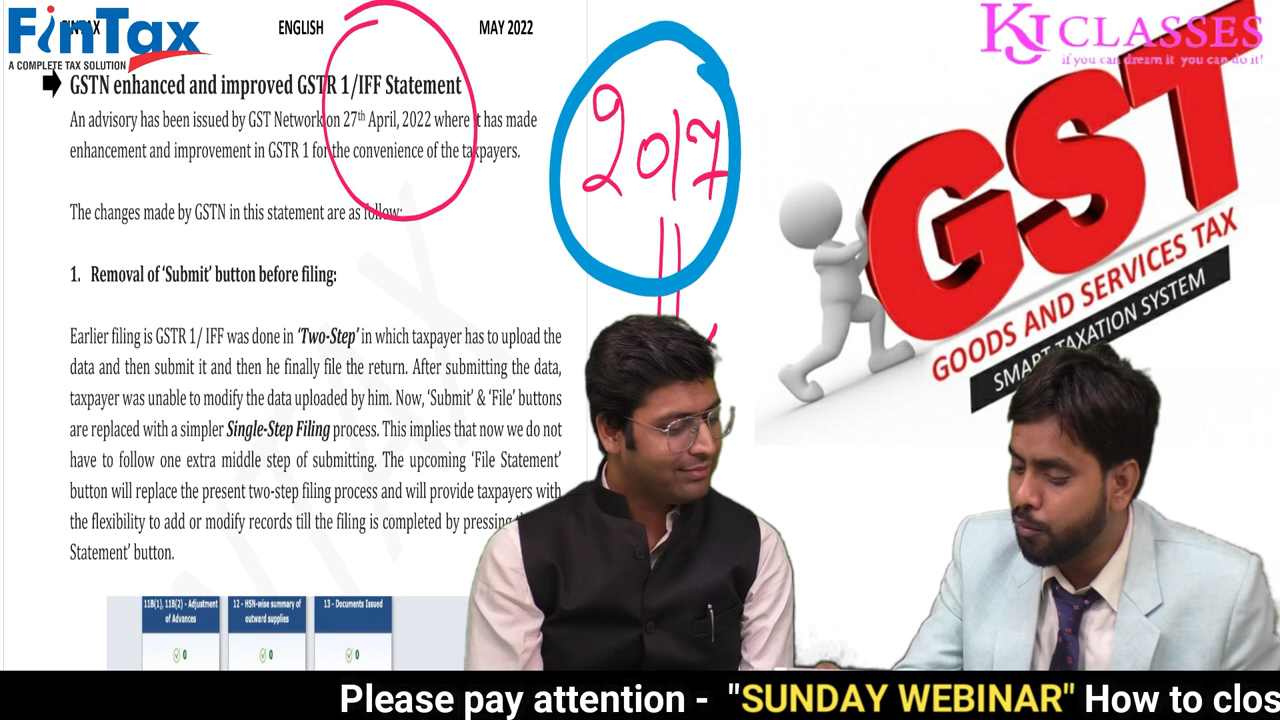 FinTax
A COMPLETE TAX SOLUTION
ENGLISH
MAY 2022
KJ CLASSES
if you can dream it you can do it!
GSTN enhanced and improved GSTR 1/IFF Statement
An advisory has been issued by GST Network on 27th April, 2022 where it has made
enhancement and improvement in GSTR 1 for the convenience of the taxpayers.
The changes made by GSTN in this statement are as follow:
1. Removal of ‘Submit’ button before filing:
Earlier filing is GSTR 1/ IFF was done in ‘Two-Step’ in which taxpayer has to upload
the data and then submit it and then he finally file the return. After submitting the data,
taxpayer was unable to modify the data uploaded by him. Now, ‘Submit’ & ‘File’ buttons
are replaced with a simpler Single-Step Filing process. This implies that now we do not
have to follow one extra middle step of submitting. The upcoming ‘File Statement’
button will replace the present two-step filing process and will provide taxpayers with
the flexibility to add or modify records till the filing is completed by pressing
Statement’ button.
11B(1), 11B(2) - Adjustment
of Advances
0
12 - HSN-wise summary of
outward supplies
0
13 - Documents Issued
0
2017
GST
GOODS AND SERVICES TAX
SMART TAXATION SYSTEM
Please pay attention - "SUNDAY WEBINAR" How to clos